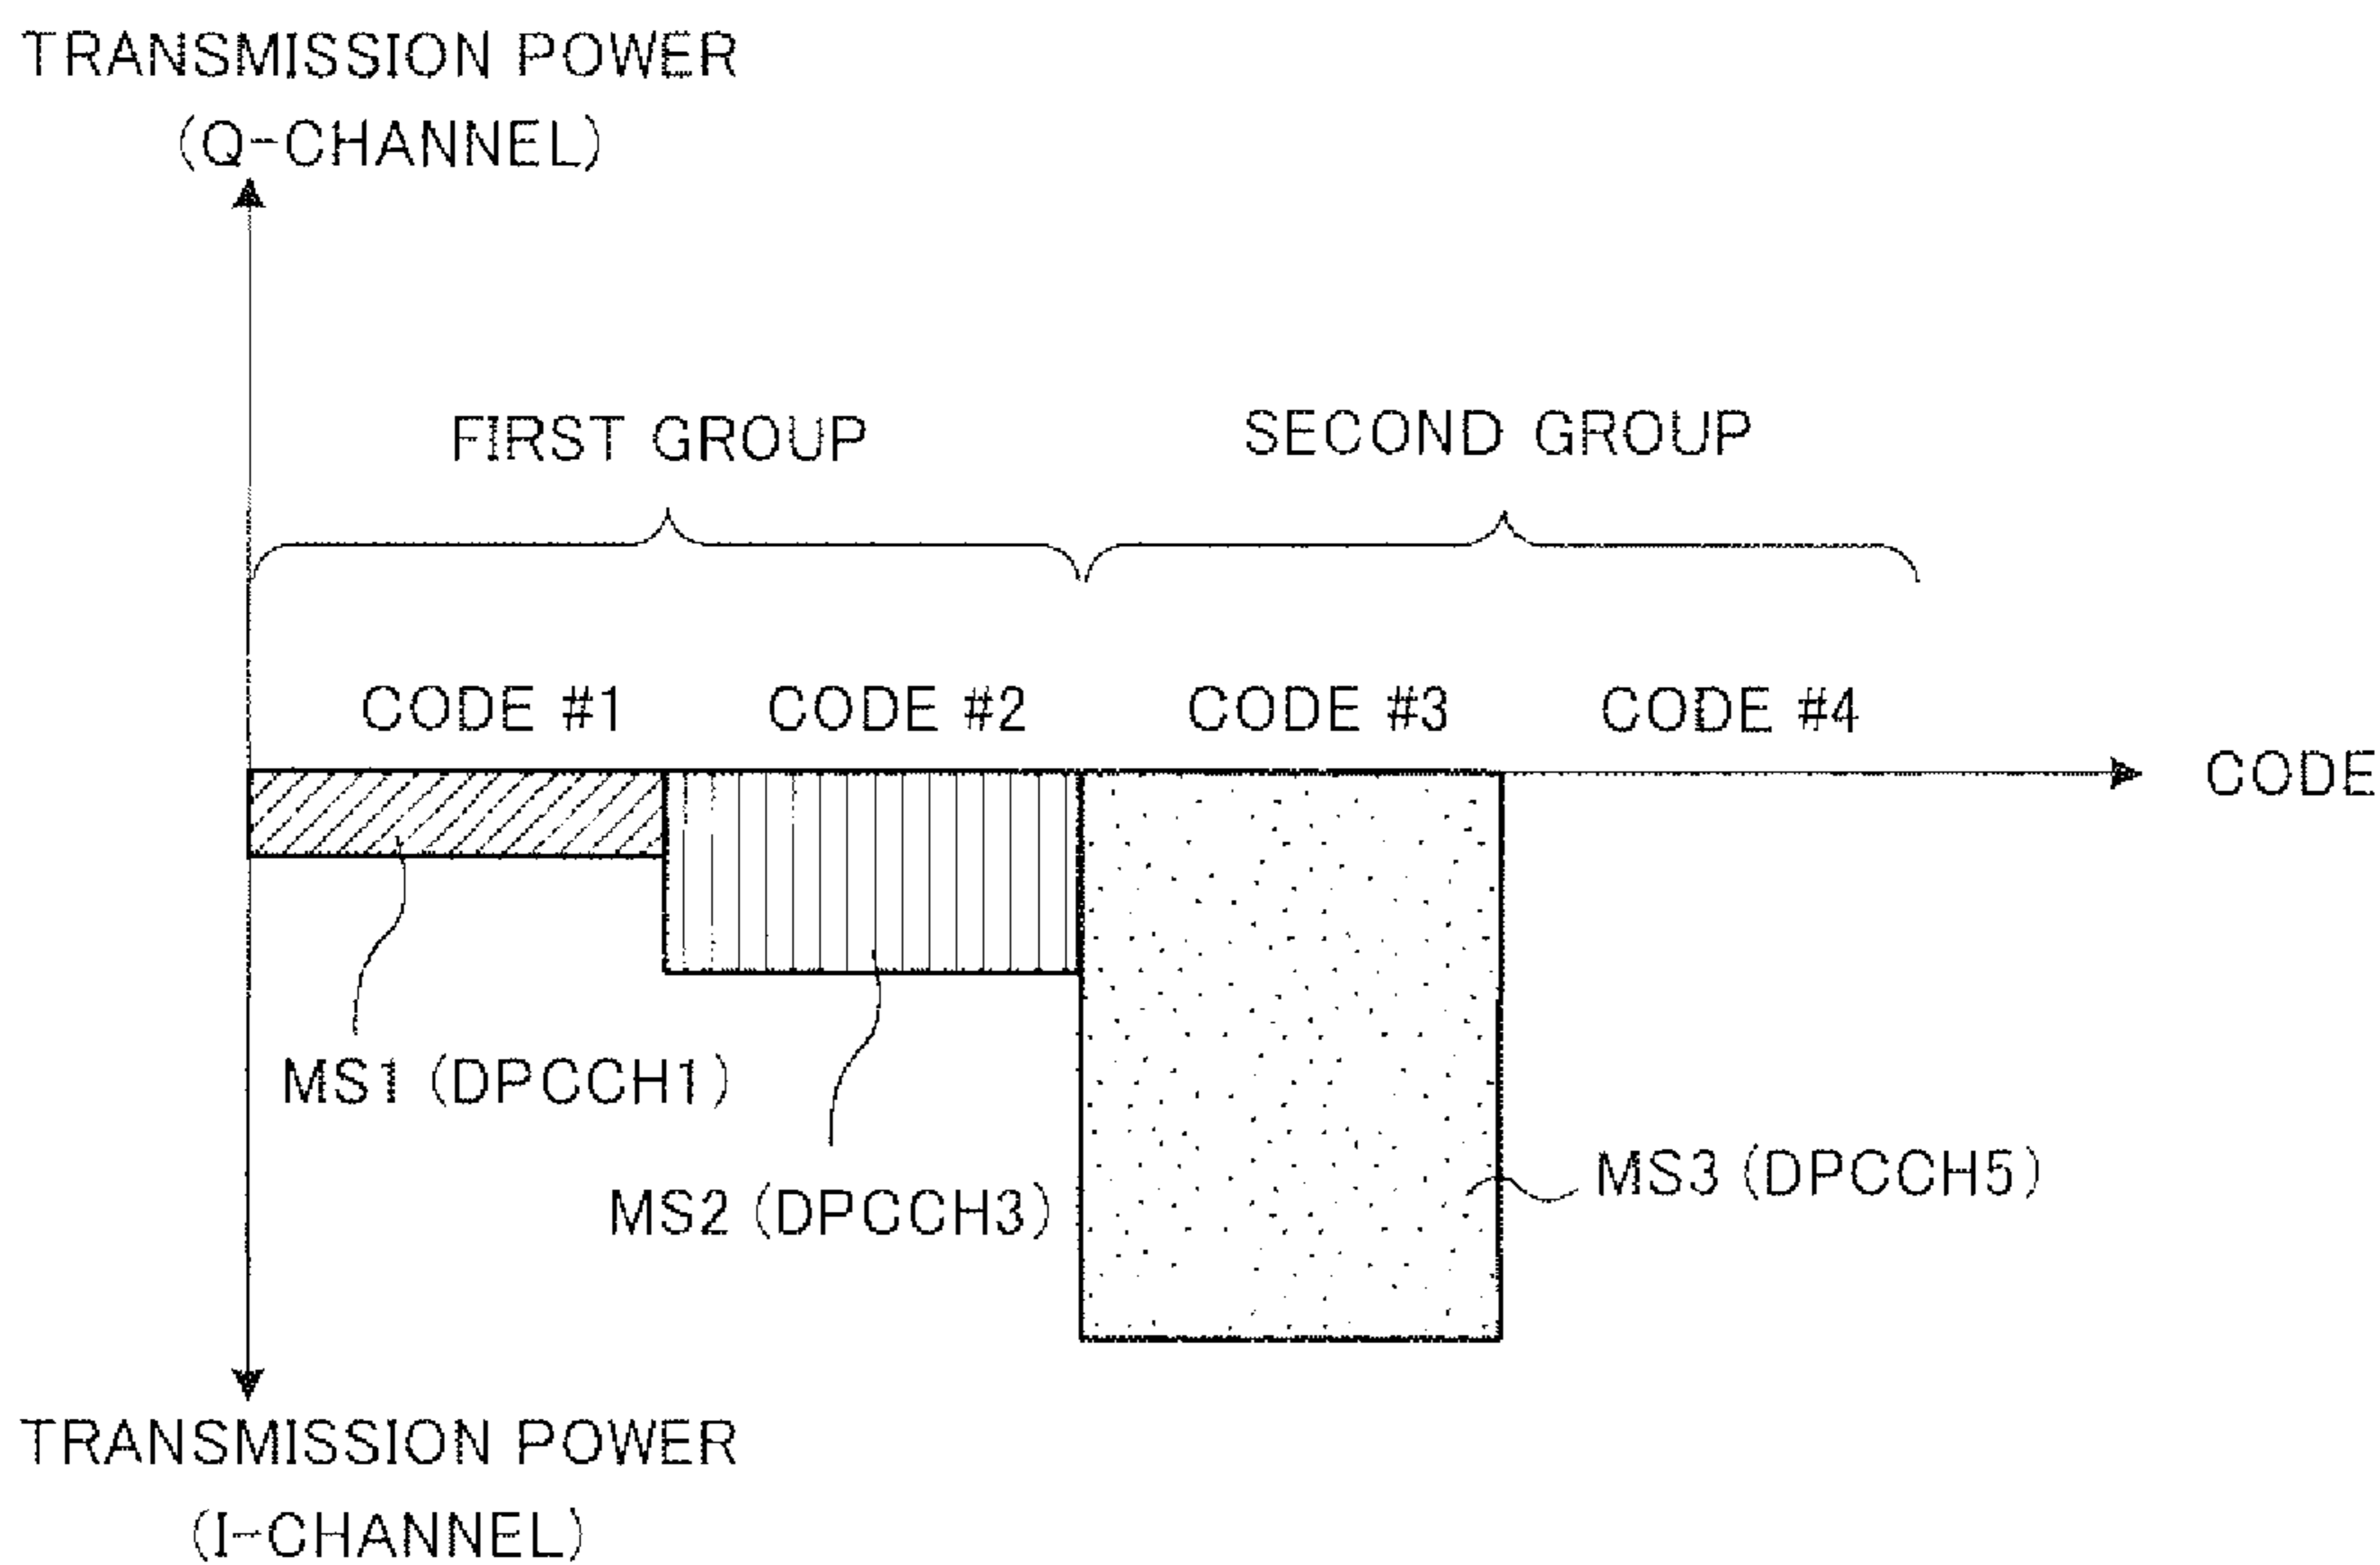 TRANSMISSION POWER
(Q-CHANNEL)
FIRST GROUP
SECOND GROUP
CODE #1
CODE #2
CODE #3
CODE #4
CODE
MS1 (DPCCH1)
MS2 (DPCCH3)
MS3 (DPCCH5)
TRANSMISSION POWER
(I-CHANNEL)